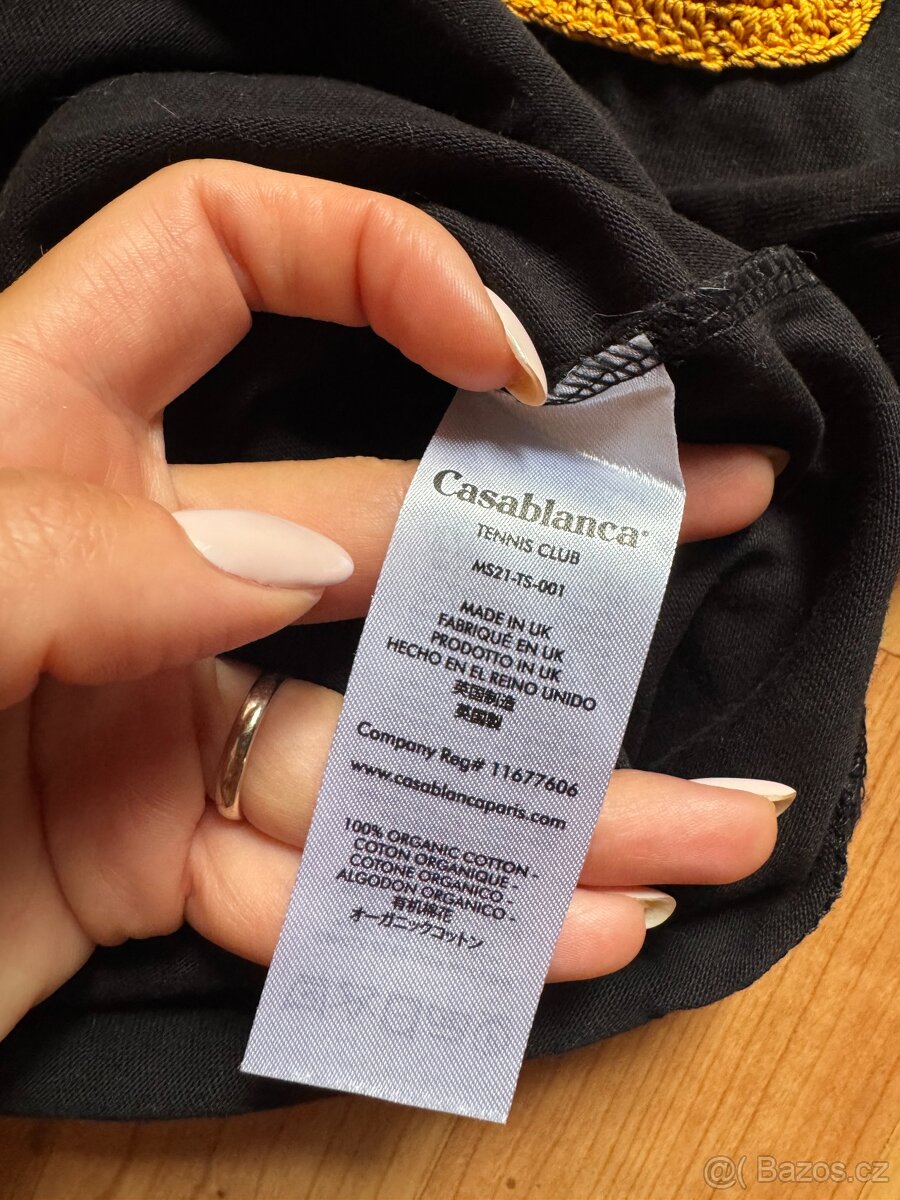 Casablanca®
TENNIS CLUB
MS21-TS-001
MADE IN UK
FABRIQUÉ EN UK
PRODOTTO IN UK
HECHO EN EL REINO UNIDO
英国制造
英国製
Company Reg# 11677606
www.casablancaparis.com
100% ORGANIC COTTON -
COTON ORGANIQUE -
COTONE ORGANICO -
ALGODON ORGANICO -
有机棉花
オーガニックコットン
@( Bazos.cz